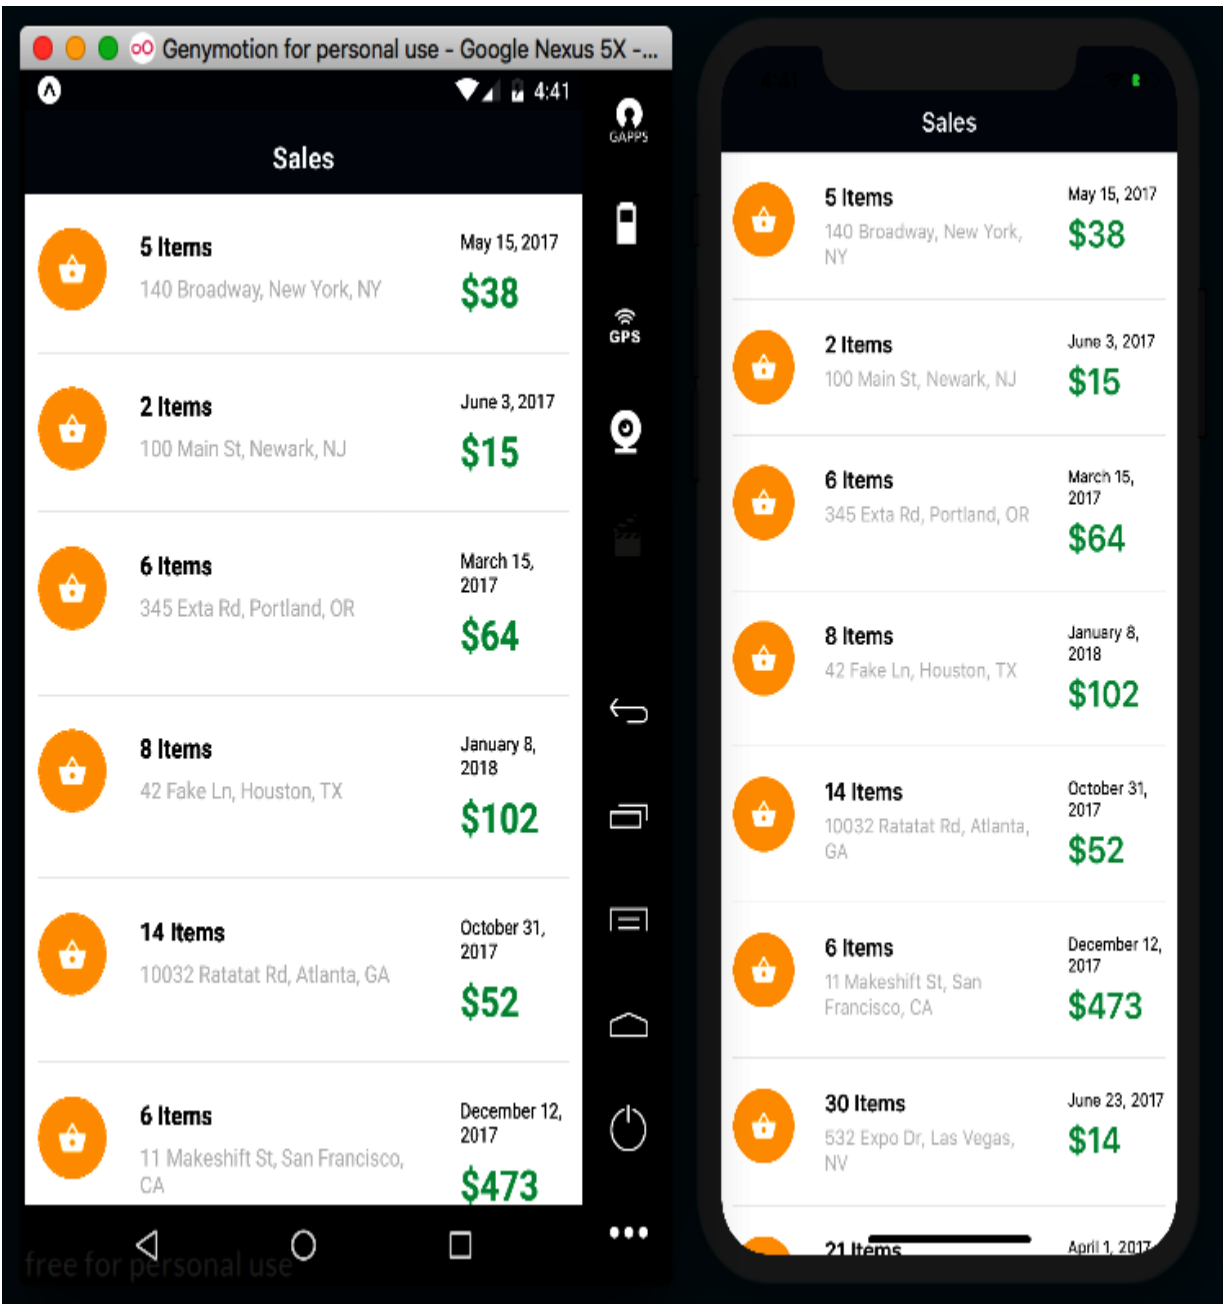 Genymotion for personal use - Google Nexus 5X -...
4:41
Sales
5 Items
May 15, 2017
140 Broadway, New York, NY
$38
2 Items
June 3, 2017
100 Main St, Newark, NJ
$15
6 Items
March 15,
2017
345 Exta Rd, Portland, OR
$64
8 Items
January 8,
2018
42 Fake Ln, Houston, TX
$102
14 Items
October 31,
2017
10032 Ratatat Rd, Atlanta, GA
$52
6 Items
December 12,
2017
11 Makeshift St, San Francisco,
CA
$473
free for personal use
GAPPS
GPS
4:41
Sales
5 Items
May 15, 2017
140 Broadway, New York,
NY
$38
2 Items
June 3, 2017
100 Main St, Newark, NJ
$15
6 Items
March 15,
2017
345 Exta Rd, Portland, OR
$64
8 Items
January 8,
2018
42 Fake Ln, Houston, TX
$102
14 Items
October 31,
2017
10032 Ratatat Rd, Atlanta,
GA
$52
6 Items
December 12,
2017
11 Makeshift St, San
Francisco, CA
$473
30 Items
June 23, 2017
532 Expo Dr, Las Vegas,
NV
$14
21 Items
April 1, 2017